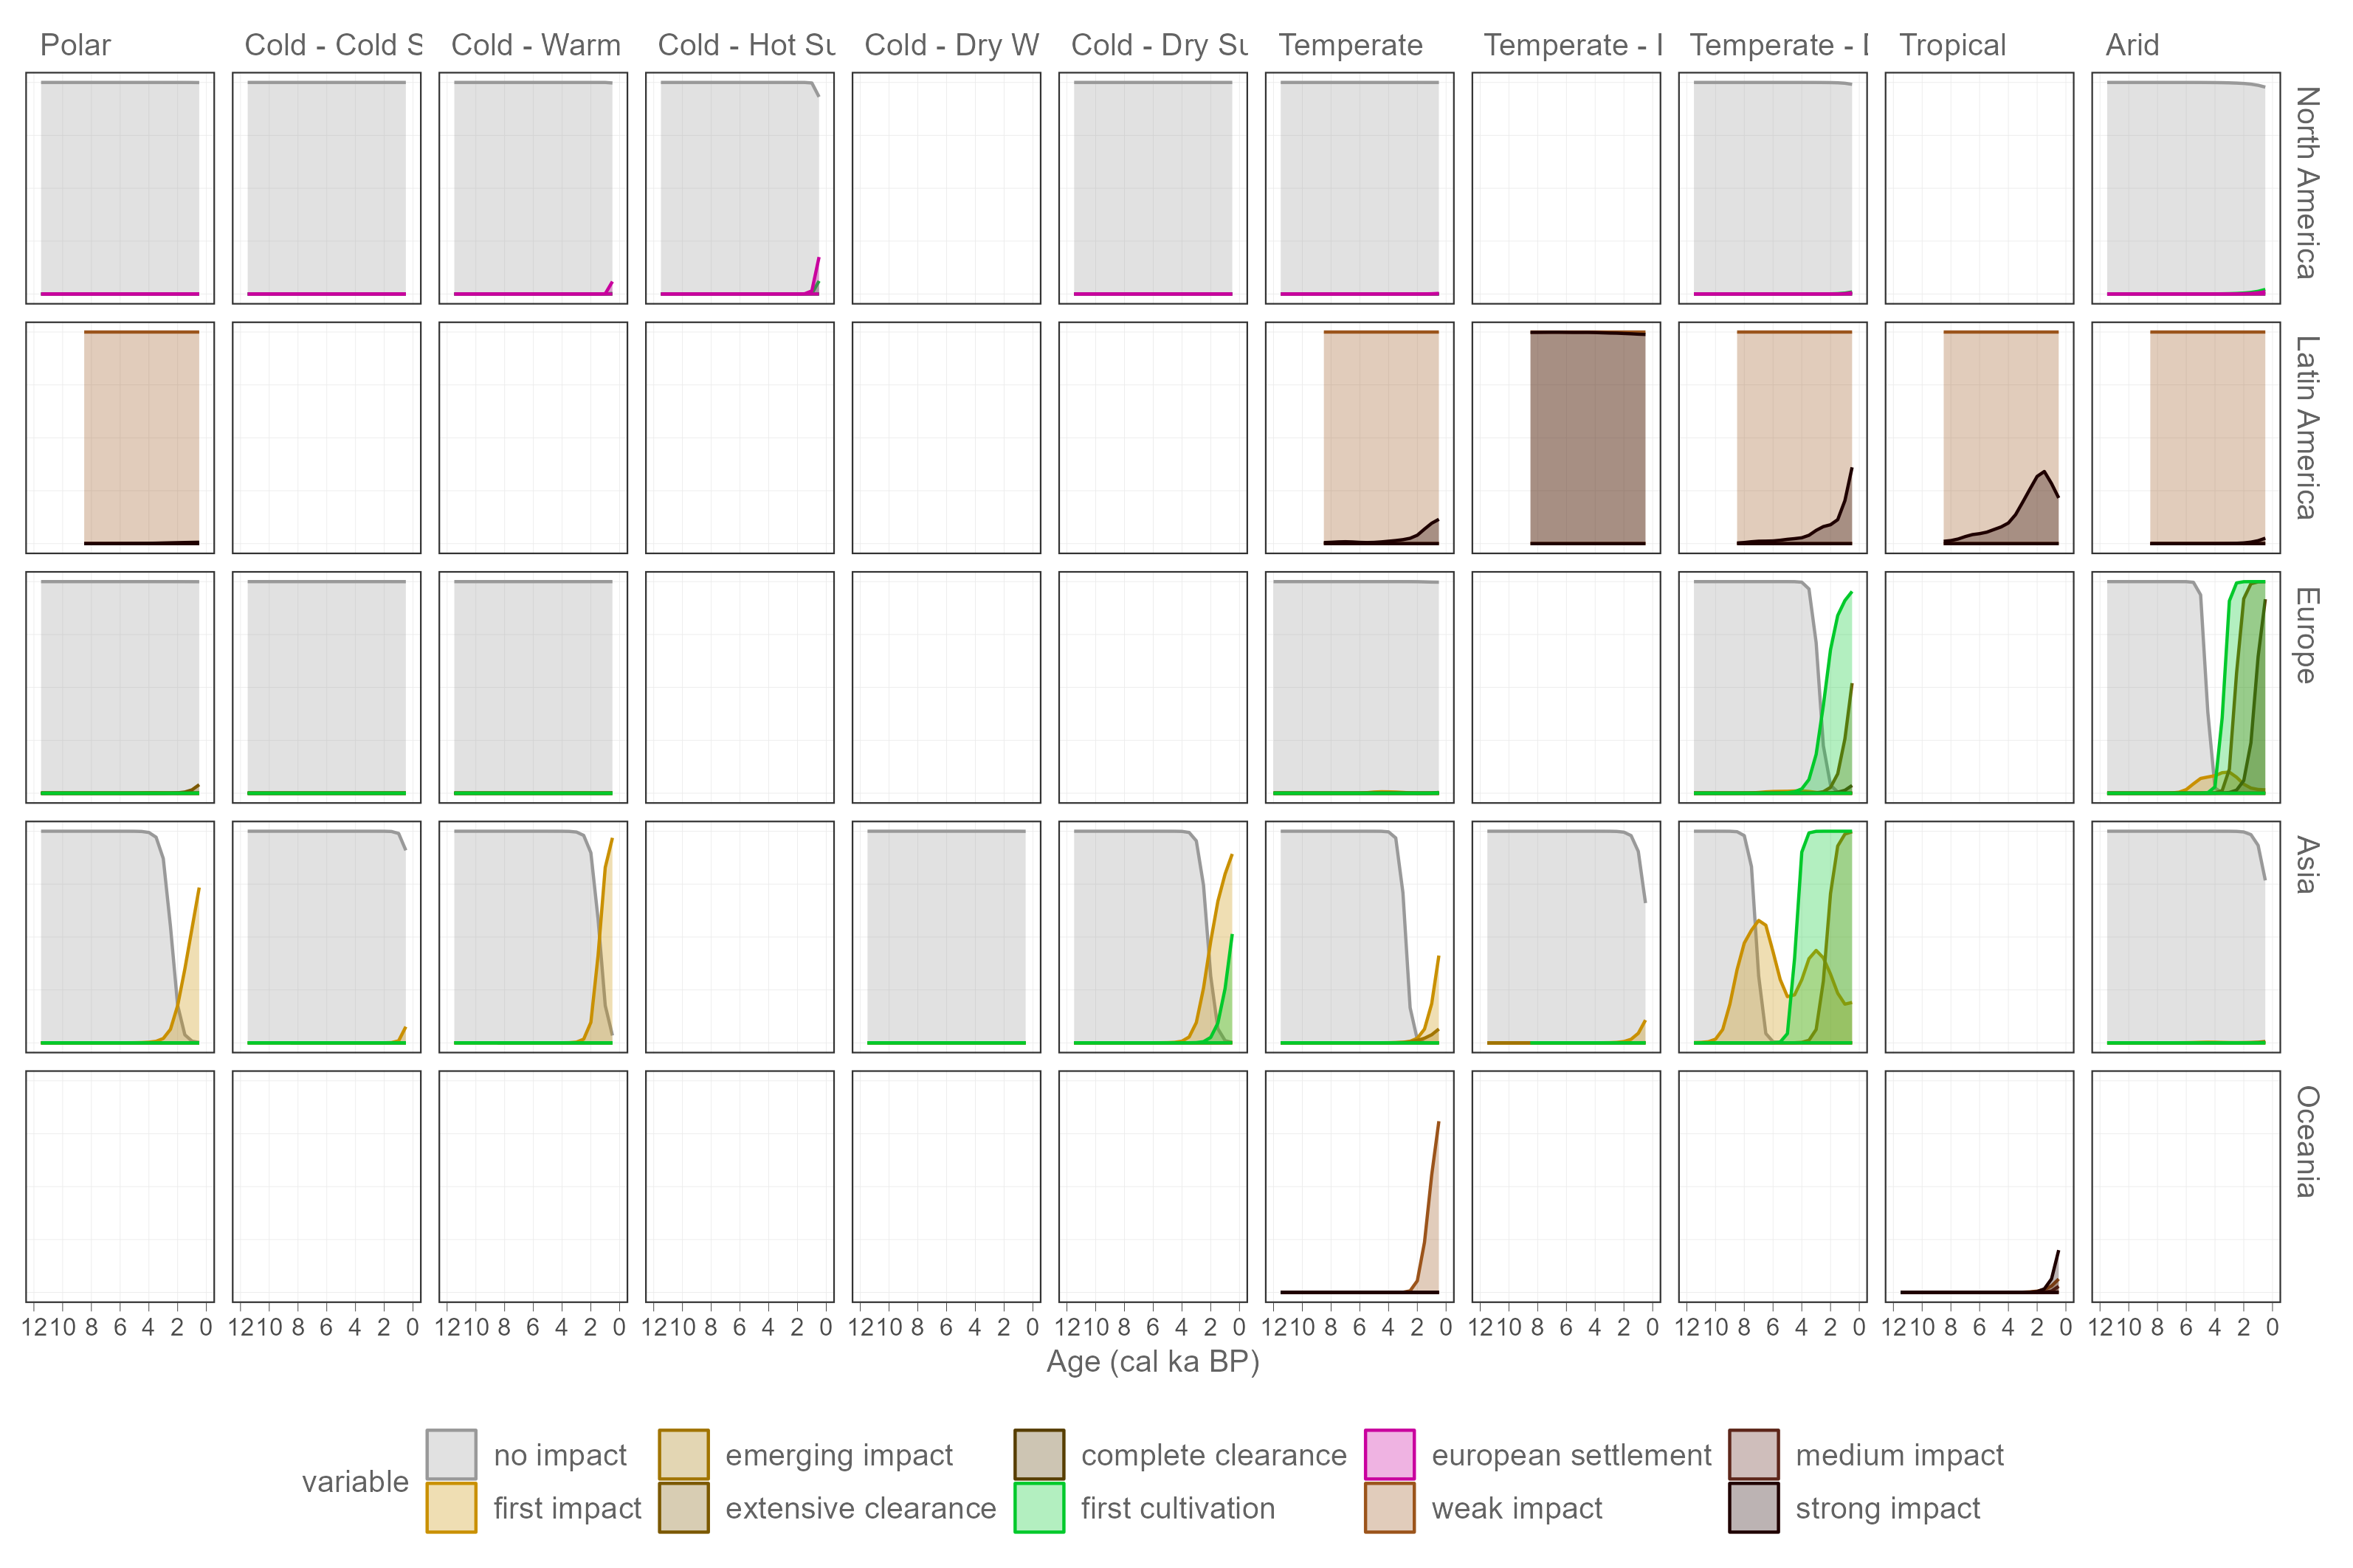 Polar Cold - Cold S Cold - Warm Cold - Hot Su Cold - Dry W Cold - Dry Su Temperate Temperate - Temperate - Tropical Arid
North America
Latin America
Europe
Asia
Oceania
12 10 8 6 4 2 0 12 10 8 6 4 2 0 12 10 8 6 4 2 0 12 10 8 6 4 2 0 12 10 8 6 4 2 0 12 10 8 6 4 2 0 12 10 8 6 4 2 0 12 10 8 6 4 2 0 12 10 8 6 4 2 0 12 10 8 6 4 2 0 12 10 8 6 4 2 0
Age (cal ka BP)
variable
no impact emerging impact complete clearance european settlement medium impact
first impact extensive clearance first cultivation weak impact strong impact